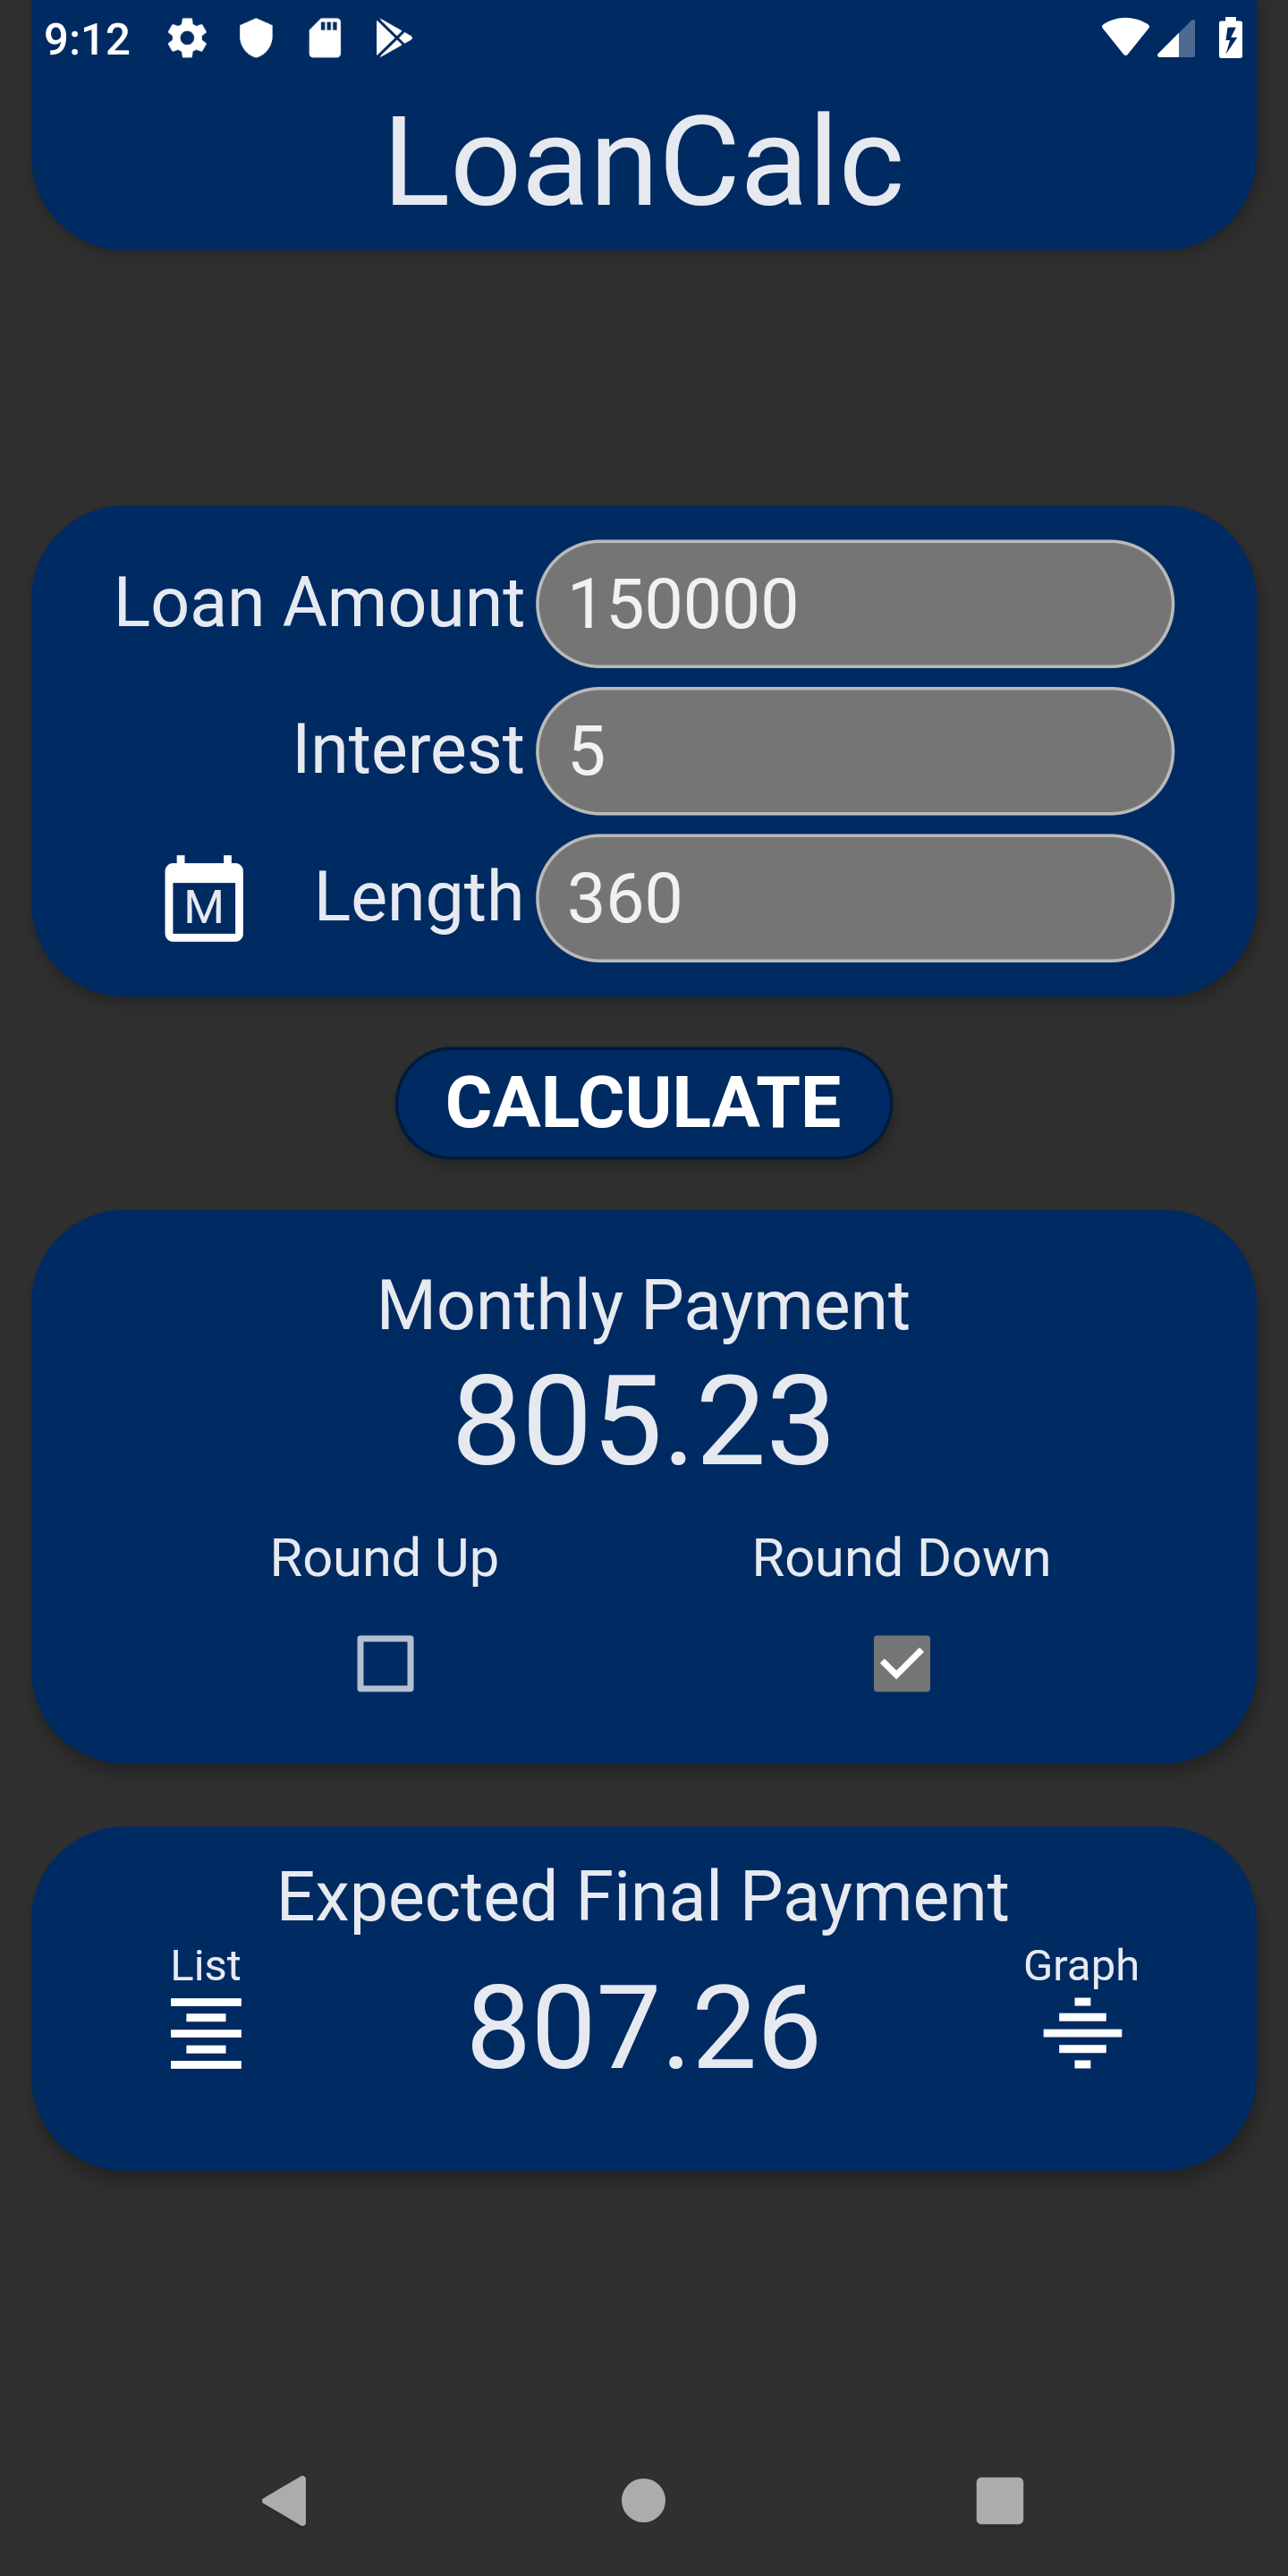 9:12
LoanCalc
Loan Amount 150000
Interest 5
M Length 360
CALCULATE
Monthly Payment
805.23
Round Up Round Down
Expected Final Payment
List Graph
807.26